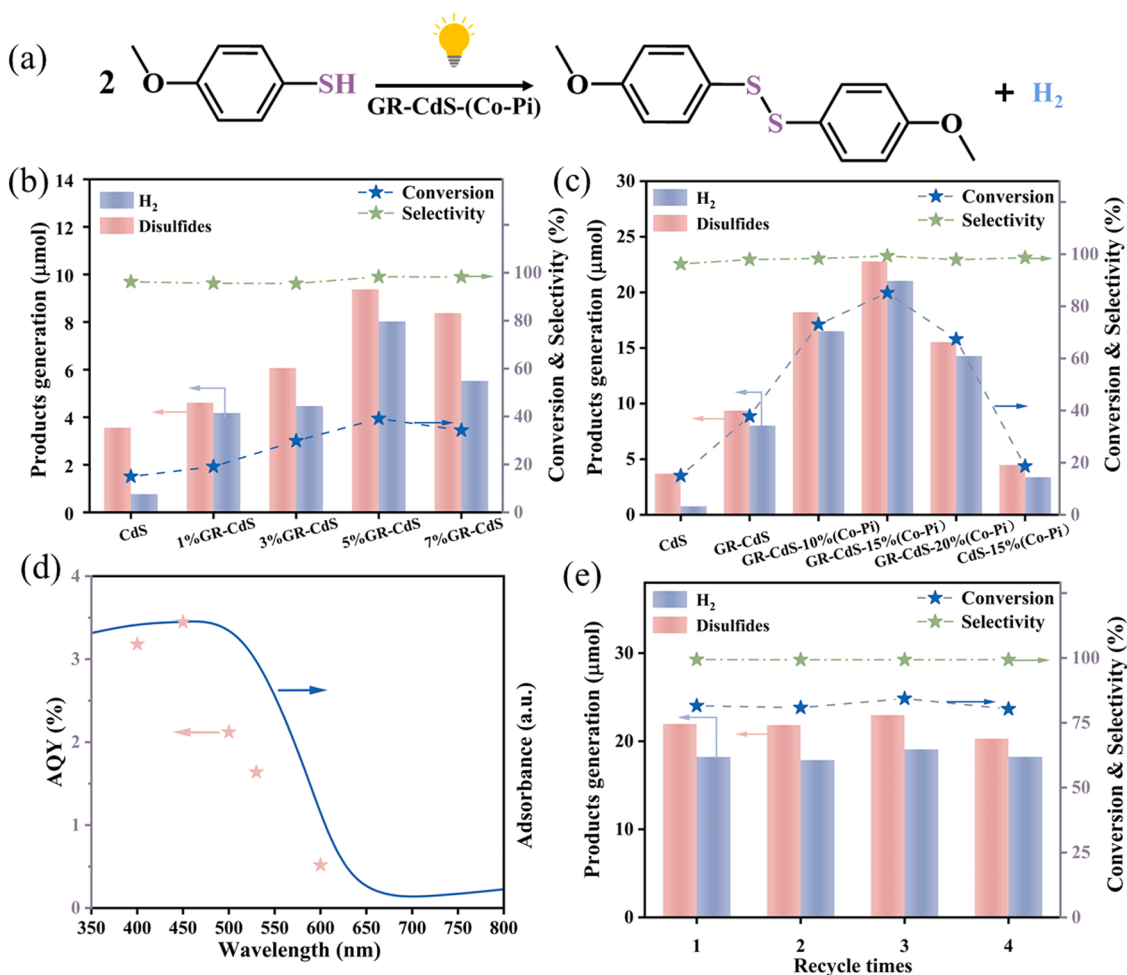 (a)
2
O
SH
GR-CdS-(Co-Pi)
O
S
S
O
+ H2
(b)
Products generation (μmol)
14
12
10
8
6
4
2
0
H2
Disulfides
Conversion
Selectivity
100
80
60
40
20
0
Conversion & Selectivity (%)
CdS
1%GR-CdS
3%GR-CdS
5%GR-CdS
7%GR-CdS
(c)
Products generation (μmol)
30
25
20
15
10
5
0
H2
Disulfides
Conversion
Selectivity
100
80
60
40
20
0
Conversion & Selectivity (%)
CdS
GR-CdS
GR-CdS-10%(Co-Pi)
GR-CdS-15%(Co-Pi)
GR-CdS-20%(Co-Pi)
CdS-15%(Co-Pi)
(d)
AQY (%)
4
3
2
1
0
350 400 450 500 550 600 650 700 750 800
Wavelength (nm)
Adsorbance (a.u.)
(e)
Products generation (μmol)
30
20
10
0
H2
Disulfides
Conversion
Selectivity
100
75
50
25
0
Conversion & Selectivity (%)
1 2 3 4
Recycle times